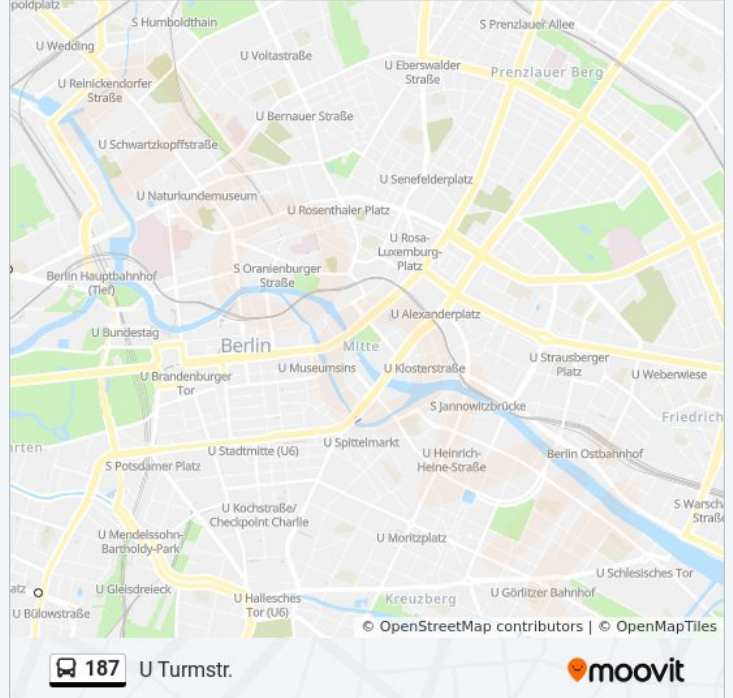 poldplatz
S Humboldthain
S Prenzlauer Allee
U Wedding
U Voltastraße
U Eberswalder
Straße
Prenzlauer Berg
U Reinickendorfer
Straße
U Bernauer Straße
U Schwartzkopffstraße
U Senefelderplatz
U Naturkundemuseum
U Rosenthaler Platz
U Rosa-
Luxemburg-
Platz
Berlin Hauptbahnhof
(Tief)
S Oranienburger
Straße
U Alexanderplatz
U Bundestag
Berlin
Mitte
U Museumsins
U Klosterstraße
U Strausberger
Platz
U Weberwiese
U Brandenburger
Tor
S Jannowitzbrücke
Friedrich
rten
U Stadtmitte (U6)
U Spittelmarkt
U Heinrich-
Heine-Straße
Berlin Ostbahnhof
S Potsdamer Platz
S Warsch
Straße
U Kochstraße/
Checkpoint Charlie
U Mendelssohn-
Bartholdy-Park
U Moritzplatz
U Schlesisches Tor
atz
U Gleisdreieck
U Hallesches
Tor (U6)
Kreuzberg
U Görlitzer Bahnhof
U Bülowstraße
© OpenStreetMap contributors | © OpenMapTiles
187 U Turmstr.
moovit